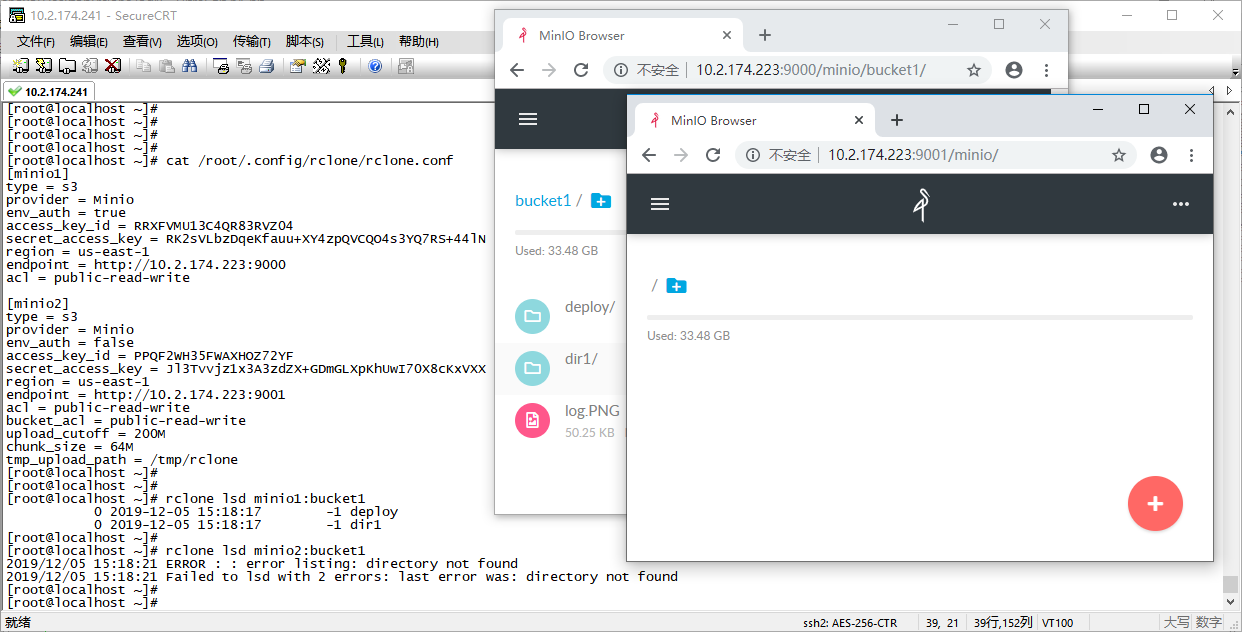 10.2.174.241 - SecureCRT
文件(F) 编辑(E) 查看(V) 选项(O) 传输(T) 脚本(S) 工具(L) 帮助(H)
10.2.174.241
[root@localhost ~]#
[root@localhost ~]#
[root@localhost ~]#
[root@localhost ~]#
[root@localhost ~]# cat /root/.config/rclone/rclone.conf
[minio1]
type = s3
provider = Minio
env_auth = true
access_key_id = RRXFVMU13C4QR83RVZ04
secret_access_key = RK2sVLbzDqeKfauu+XY4zpQVCQO4s3YQ7RS+44lN
region = us-east-1
endpoint = http://10.2.174.223:9000
acl = public-read-write
[minio2]
type = s3
provider = Minio
env_auth = false
access_key_id = PPQF2WH35FWAXHOZ72YF
secret_access_key = Jl3Tvvjz1x3A3zdZX+GDmGLXpKhUwI7OX8cKxVXX
region = us-east-1
endpoint = http://10.2.174.223:9001
acl = public-read-write
bucket_acl = public-read-write
upload_cutoff = 200M
chunk_size = 64M
tmp_upload_path = /tmp/rclone
[root@localhost ~]#
[root@localhost ~]#
[root@localhost ~]# rclone lsd minio1:bucket1
0 2019-12-05 15:18:17 -1 deploy
0 2019-12-05 15:18:17 -1 dir1
[root@localhost ~]#
[root@localhost ~]# rclone lsd minio2:bucket1
2019/12/05 15:18:21 ERROR : : error listing: directory not found
2019/12/05 15:18:21 Failed to lsd with 2 errors: last error was: directory not found
[root@localhost ~]#
[root@localhost ~]#
就绪 ssh2: AES-256-CTR 39, 21 39行,152列 VT100 大写 数字
MinIO Browser
不安全 10.2.174.223:9000/minio/bucket1/
bucket1 /
Used: 33.48 GB
deploy/
dir1/
log.PNG
50.25 KB
MinIO Browser
不安全 10.2.174.223:9001/minio/
/
Used: 33.48 GB